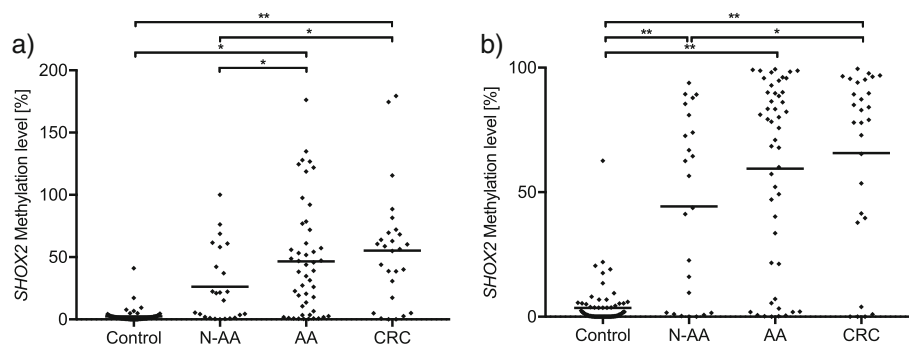 a)
**
* *
*
SHOX2 Methylation level [%]
200
150
100
50
0
Control N-AA AA CRC
b)
**
** *
**
SHOX2 Methylation level [%]
100
50
0
Control N-AA AA CRC